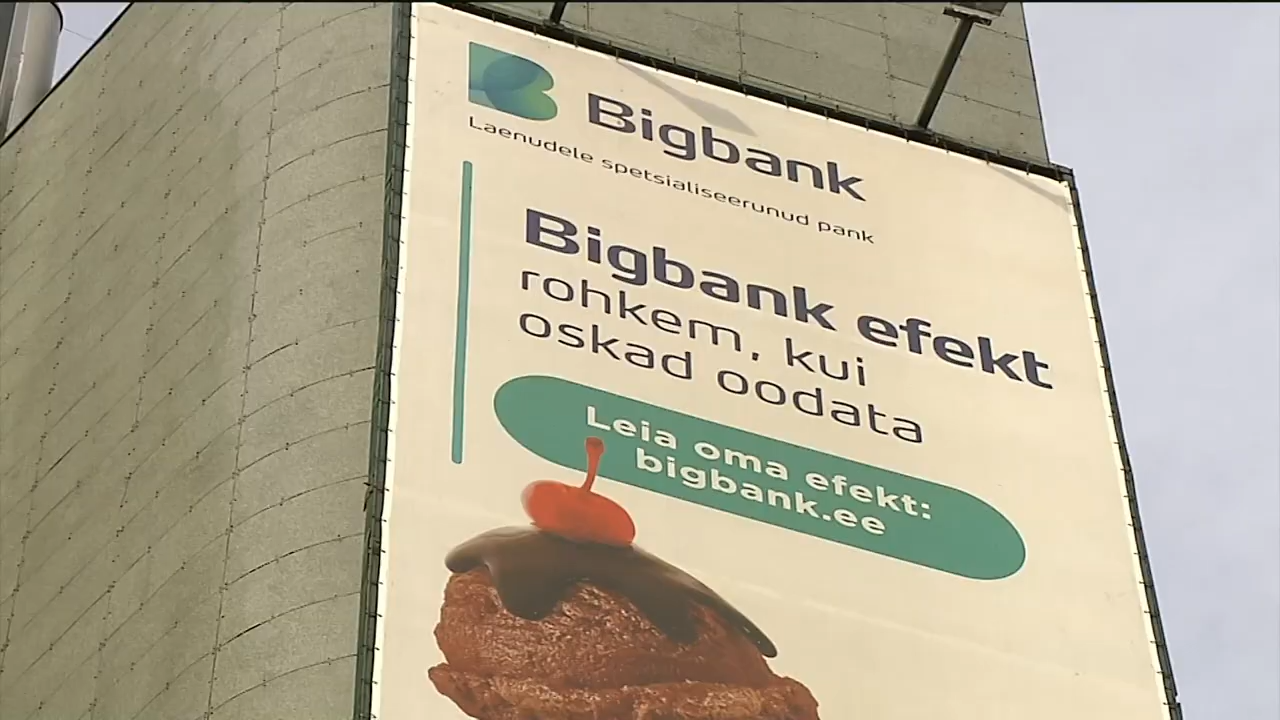 Bigbank
Laenudele spetsialiseerunud pank
Bigbank efekt
rohkem, kui
oskad oodata
Leia oma efekt:
bigbank.ee